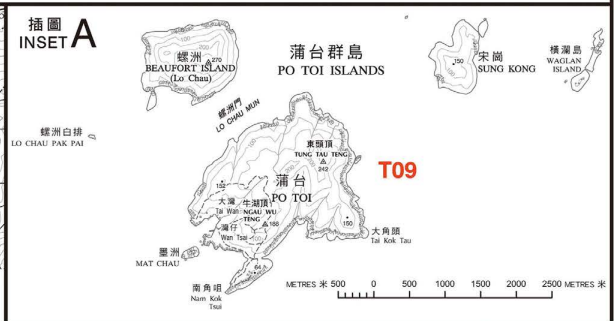 插圖
INSET A
螺洲
270
BEAUFORT ISLAND
(Lo Chau)
蒲台群島
PO TOI ISLANDS
150
宋崗
SUNG KONG
橫瀾島
WAGLAN
ISLAND
螺洲白排
LO CHAU PAK PAI
螺洲門
LO CHAU MUN
東頭頂
TUNG TAU TENG
242
T09
蒲台
PO TOI
152
大灣
Tai Wan
牛湖頂
NGAU WU
TENG
188
灣仔
Wan Tsai
150
大角頭
Tai Kok Tau
墨洲
MAT CHAU
64
南角咀
Nam Kok
Tsui
METRES 米 500 0 500 1000 1500 2000 2500 METRES 米